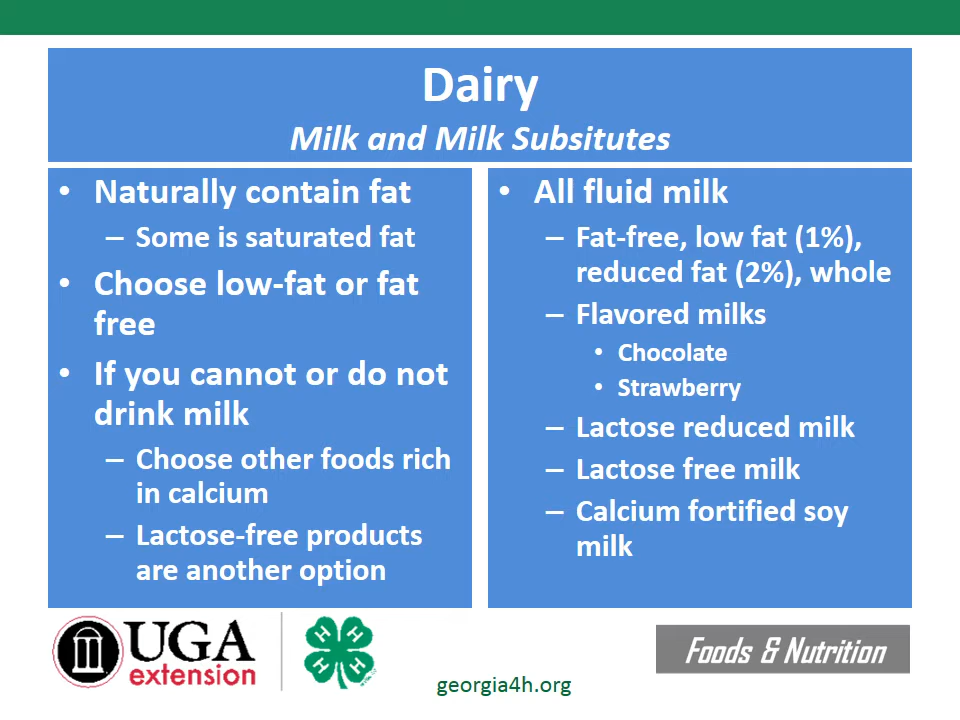 Dairy
Milk and Milk Subsitutes
• Naturally contain fat
– Some is saturated fat
• Choose low-fat or fat
free
• If you cannot or do not
drink milk
– Choose other foods rich
in calcium
– Lactose-free products
are another option
• All fluid milk
– Fat-free, low fat (1%),
reduced fat (2%), whole
– Flavored milks
• Chocolate
• Strawberry
– Lactose reduced milk
– Lactose free milk
– Calcium fortified soy
milk
UGA
extension
H H
H H
georgia4h.org
Foods & Nutrition